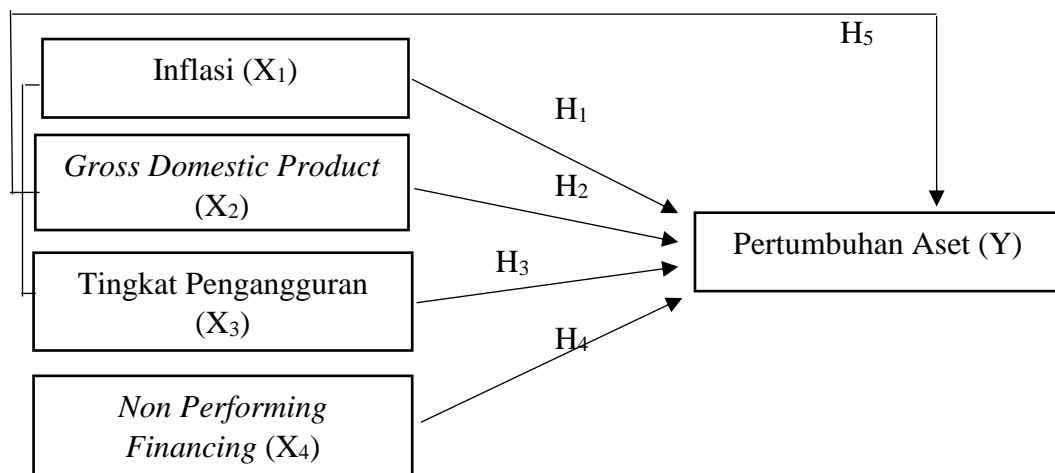 H5
Inflasi (X1)
H1
Gross Domestic Product
(X2)
H2
Pertumbuhan Aset (Y)
H3
Tingkat Pengangguran
(X3)
H4
Non Performing
Financing (X4)